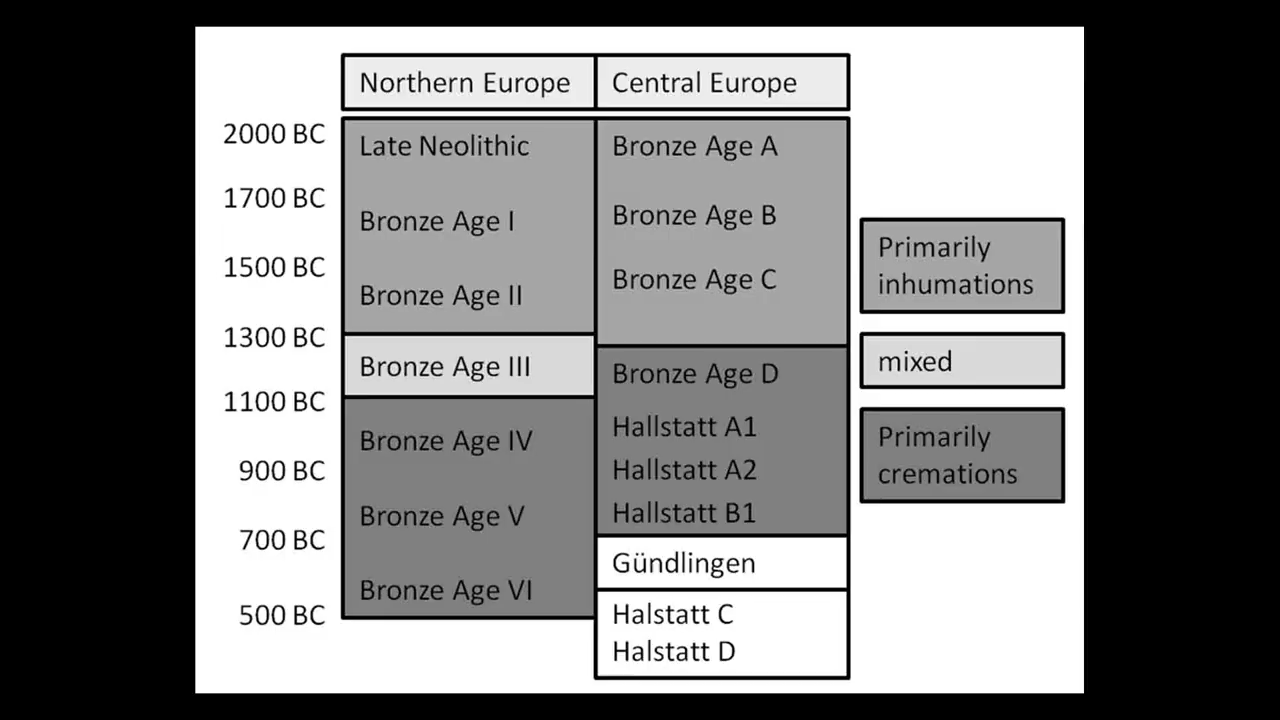 Northern Europe
Central Europe
2000 BC
Late Neolithic
Bronze Age A
1700 BC
Bronze Age I
Bronze Age B
Primarily
inhumations
1500 BC
Bronze Age II
Bronze Age C
1300 BC
Bronze Age III
Bronze Age D
mixed
1100 BC
Bronze Age IV
Hallstatt A1
Primarily
cremations
900 BC
Hallstatt A2
Bronze Age V
Hallstatt B1
700 BC
Gündlingen
Bronze Age VI
500 BC
Halstatt C
Halstatt D